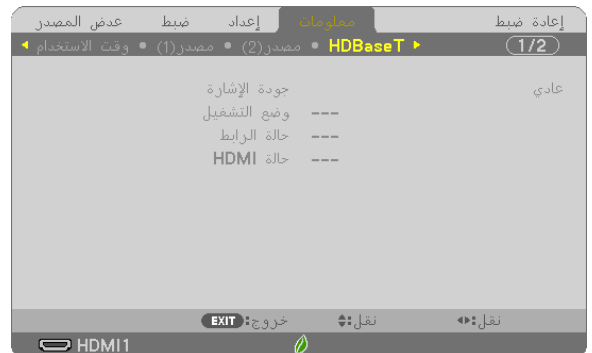 عدض المصدر ضبط إعداد معلومات إعادة ضبط
◀ وقت الاستخدام • مصدر(1) • مصدر(2) • HDBaseT ▶ 1/2
جودة الإشارة عادي
وضع التشغيل ---
حالة الرابط ---
حالة HDMI ---
EXIT:خروج نقل: نقل:
HDMI1